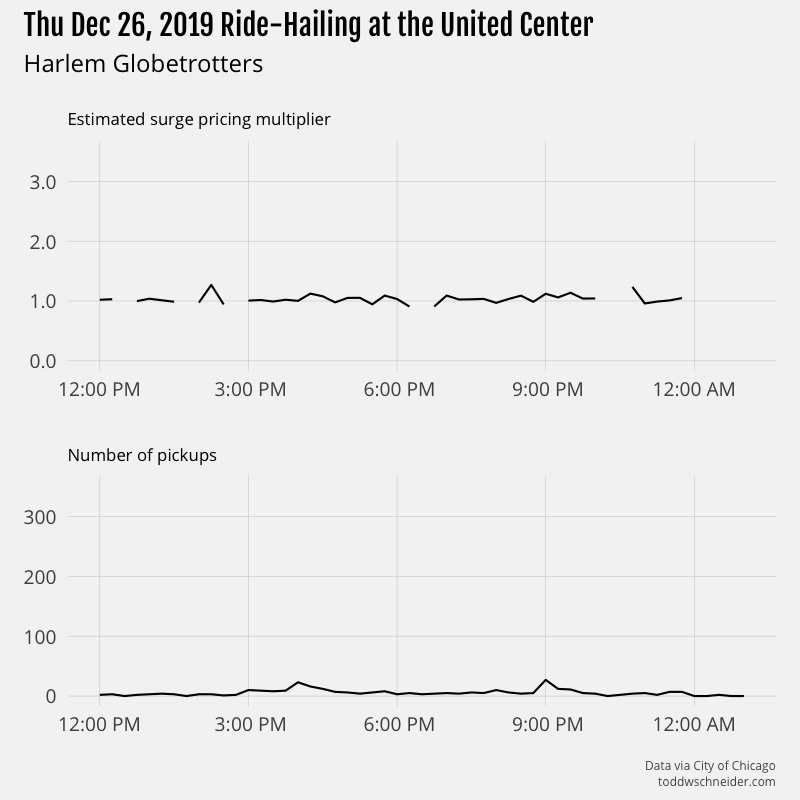 Thu Dec 26, 2019 Ride-Hailing at the United Center
Harlem Globetrotters
Estimated surge pricing multiplier
3.0
2.0
1.0
0.0
12:00 PM 3:00 PM 6:00 PM 9:00 PM 12:00 AM
Number of pickups
300
200
100
0
12:00 PM 3:00 PM 6:00 PM 9:00 PM 12:00 AM
Data via City of Chicago
toddwschneider.com